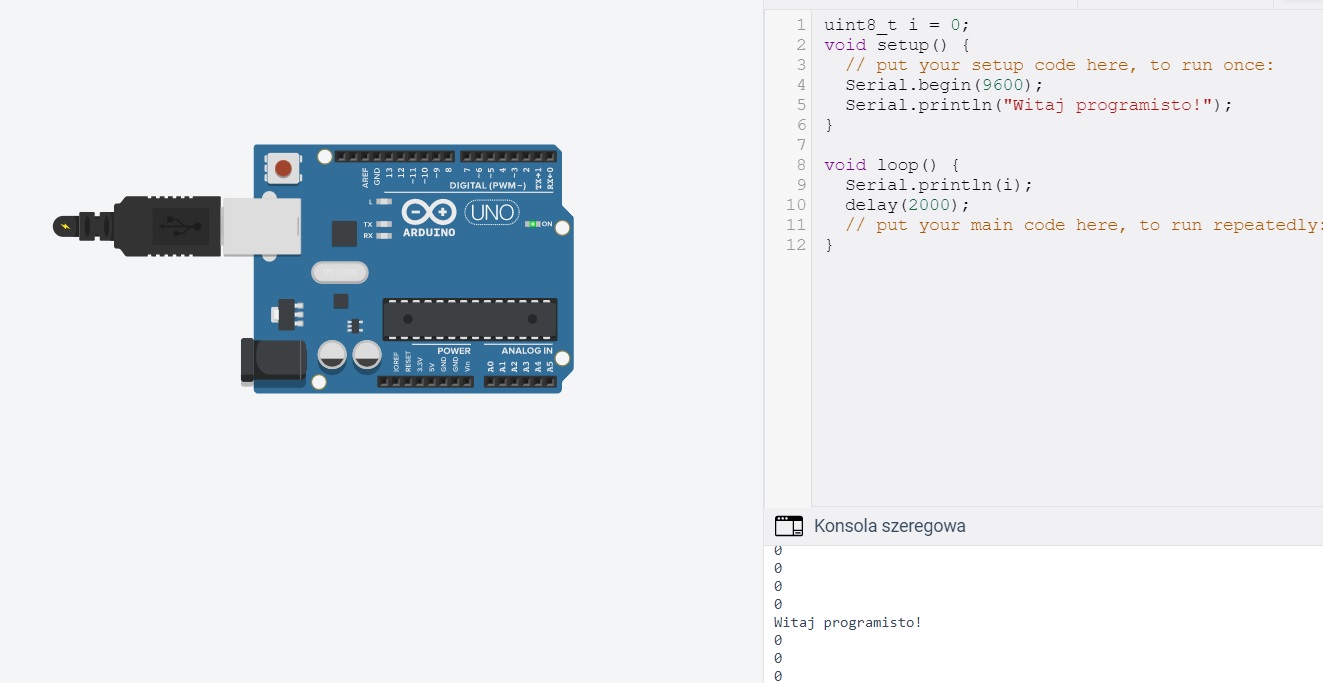 AREF
GND
13
12
~11
~10
~9
8
7
~6
~5
4
~3
2
TX→1
RX←0
DIGITAL (PWM~)
L
TX
RX
UNO
ARDUINO
ON
POWER
ANALOG IN
IOREF
RESET
3.3V
5V
GND
GND
Vin
A0
A1
A2
A3
A4
A5
1 uint8_t i = 0;
2 void setup() {
3 // put your setup code here, to run once:
4 Serial.begin(9600);
5 Serial.println("Witaj programisto!");
6 }
7
8 void loop() {
9 Serial.println(i);
10 delay(2000);
11 // put your main code here, to run repeatedly:
12 }
Konsola szeregowa
0
0
0
0
Witaj programisto!
0
0
0